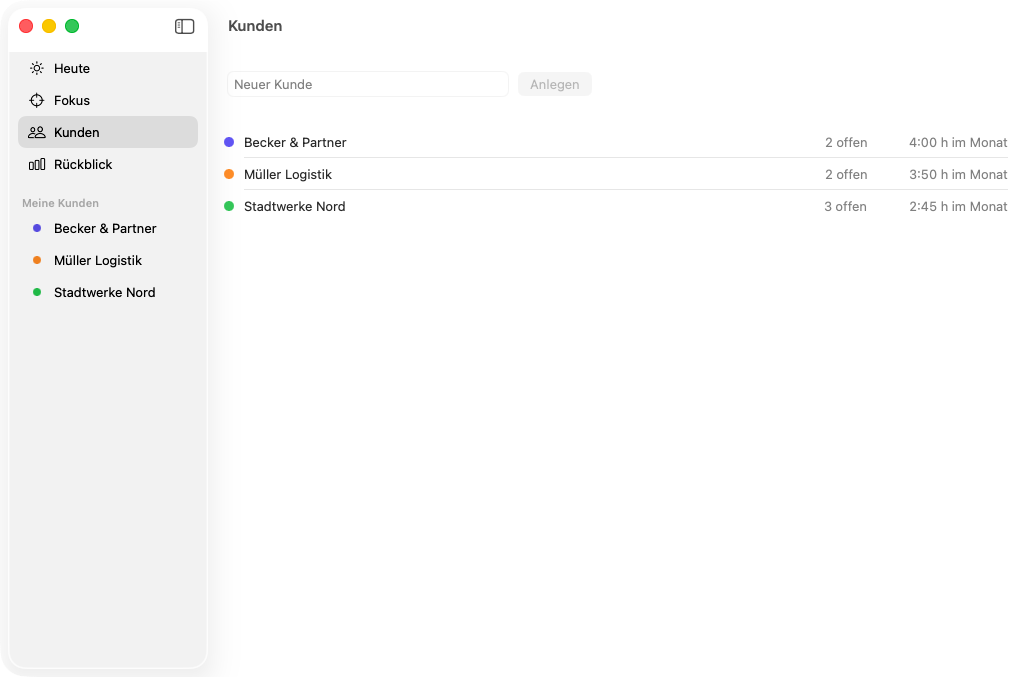 Kunden
Heute
Fokus
Kunden
Rückblick
Meine Kunden
Becker & Partner
Müller Logistik
Stadtwerke Nord
Neuer Kunde Anlegen
Becker & Partner 2 offen 4:00 h im Monat
Müller Logistik 2 offen 3:50 h im Monat
Stadtwerke Nord 3 offen 2:45 h im Monat